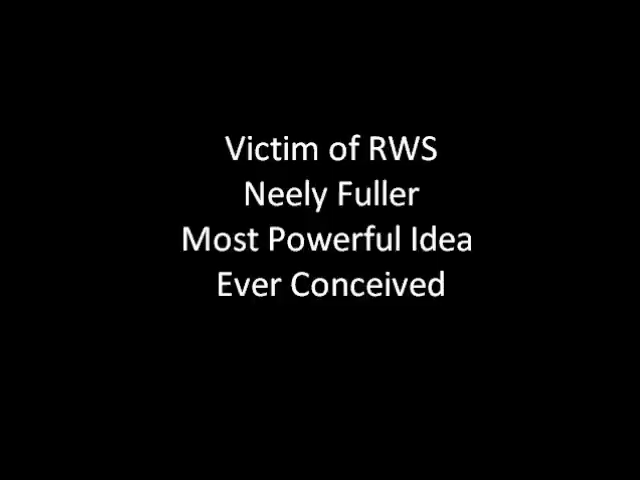 Victim of RWS
Neely Fuller
Most Powerful Idea
Ever Conceived